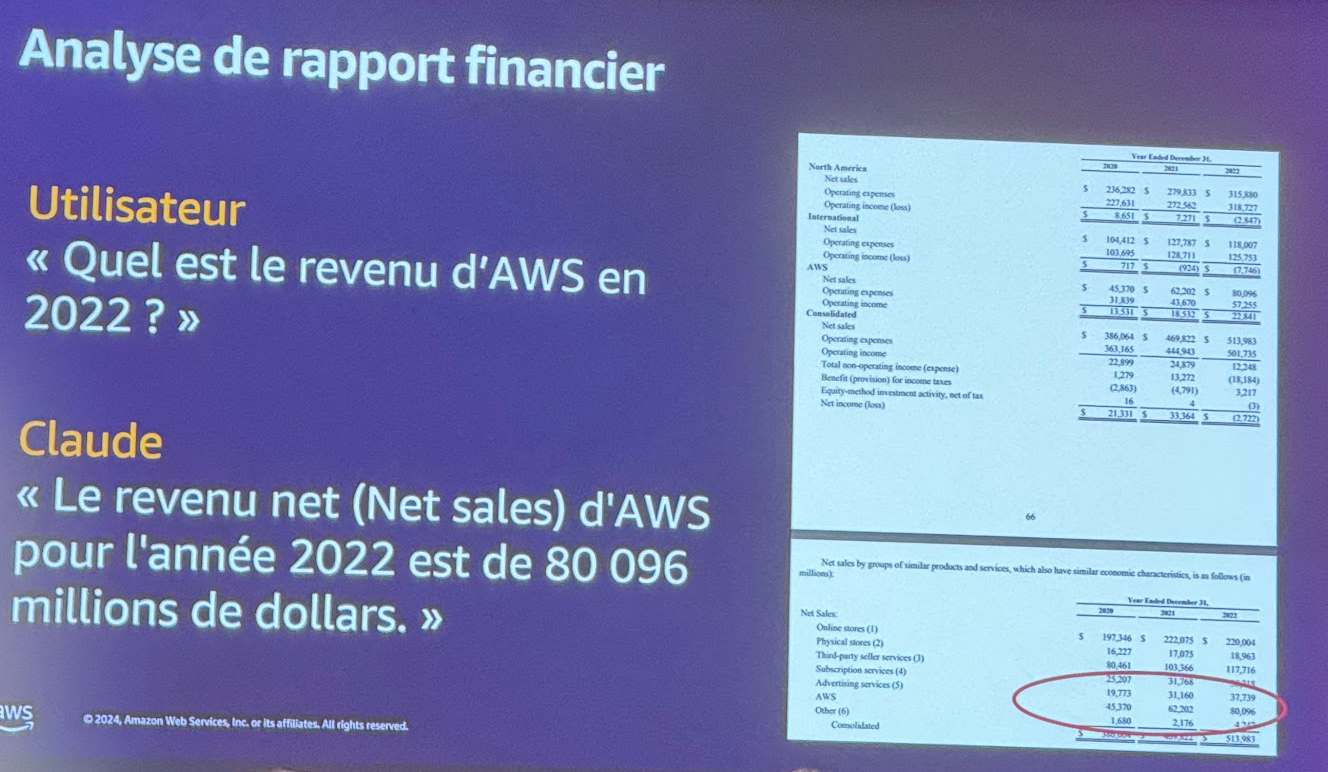 Analyse de rapport financier
Utilisateur
« Quel est le revenu d'AWS en
2022 ? »
Claude
« Le revenu net (Net sales) d'AWS
pour l'année 2022 est de 80 096
millions de dollars. »
aws
© 2024, Amazon Web Services, Inc. or its affiliates. All rights reserved.
Year Ended December 31,
2020 2021 2022
North America
Net sales $ 236,282 $ 279,833 $ 315,880
Operating expenses 227,631 272,562 318,727
Operating income (loss) $ 8,651 $ 7,271 $ (2,847)
International
Net sales $ 104,412 $ 127,787 $ 118,007
Operating expenses 103,695 128,711 125,753
Operating income (loss) $ 717 $ (924) $ (7,746)
AWS
Net sales $ 45,370 $ 62,202 $ 80,096
Operating expenses 31,839 43,670 57,255
Operating income $ 13,531 $ 18,532 $ 22,841
Consolidated
Net sales $ 386,064 $ 469,822 $ 513,983
Operating expenses 363,165 444,943 501,735
Operating income 22,899 24,879 12,248
Total non-operating income (expense) 1,279 13,272 (18,184)
Benefit (provision) for income taxes (2,863) (4,791) 3,217
Equity-method investment activity, net of tax 16 4 (3)
Net income (loss) $ 21,331 $ 33,364 $ (2,722)
66
Net sales by groups of similar products and services, which also have similar economic characteristics, is as follows (in
millions):
Year Ended December 31,
2020 2021 2022
Net Sales:
Online stores (1) $ 197,346 $ 222,075 $ 220,004
Physical stores (2) 16,227 17,075 18,963
Third-party seller services (3) 80,461 103,366 117,716
Subscription services (4) 25,207 31,768
Advertising services (5) 19,773 31,160 37,739
AWS 45,370 62,202 80,096
Other (6) 1,680 2,176
Consolidated $ $ $ 513,983